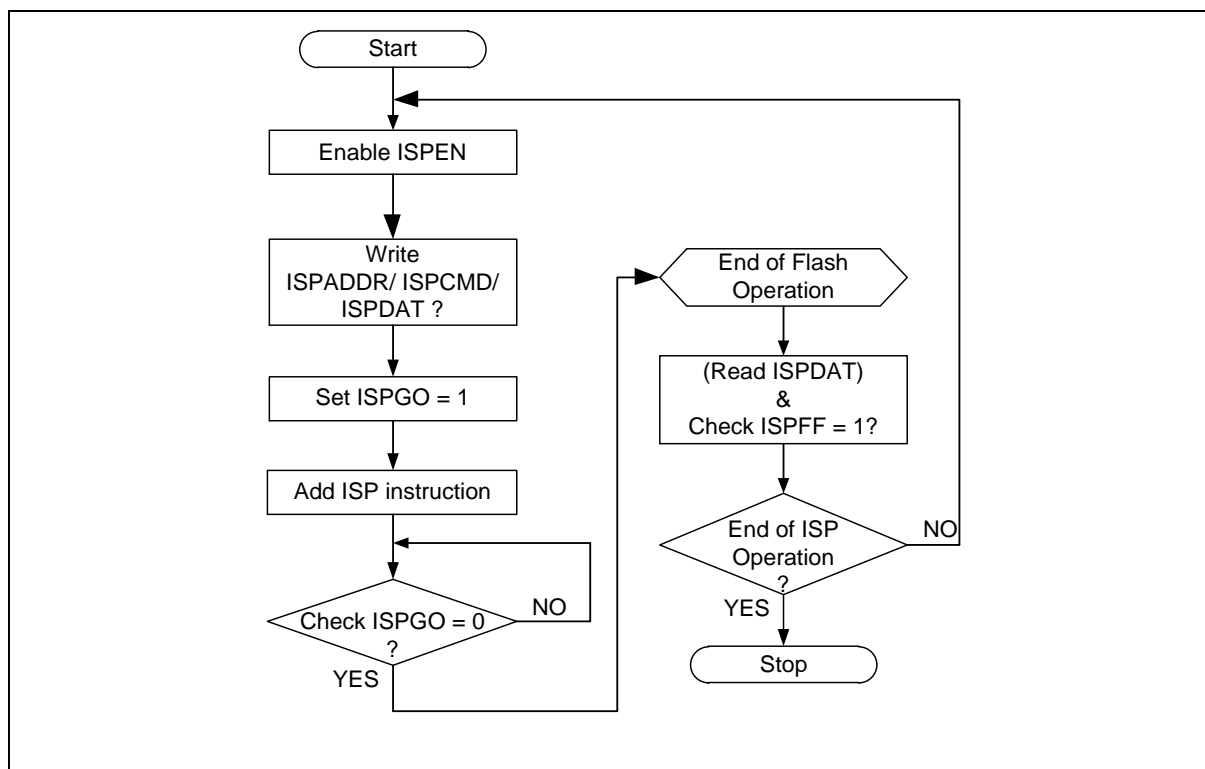 Start
Enable ISPEN
Write
ISPADDR/ ISPCMD/
ISPDAT ?
Set ISPGO = 1
Add ISP instruction
Check ISPGO = 0
?
NO
YES
End of Flash
Operation
(Read ISPDAT)
&
Check ISPFF = 1?
End of ISP
Operation
?
NO
YES
Stop